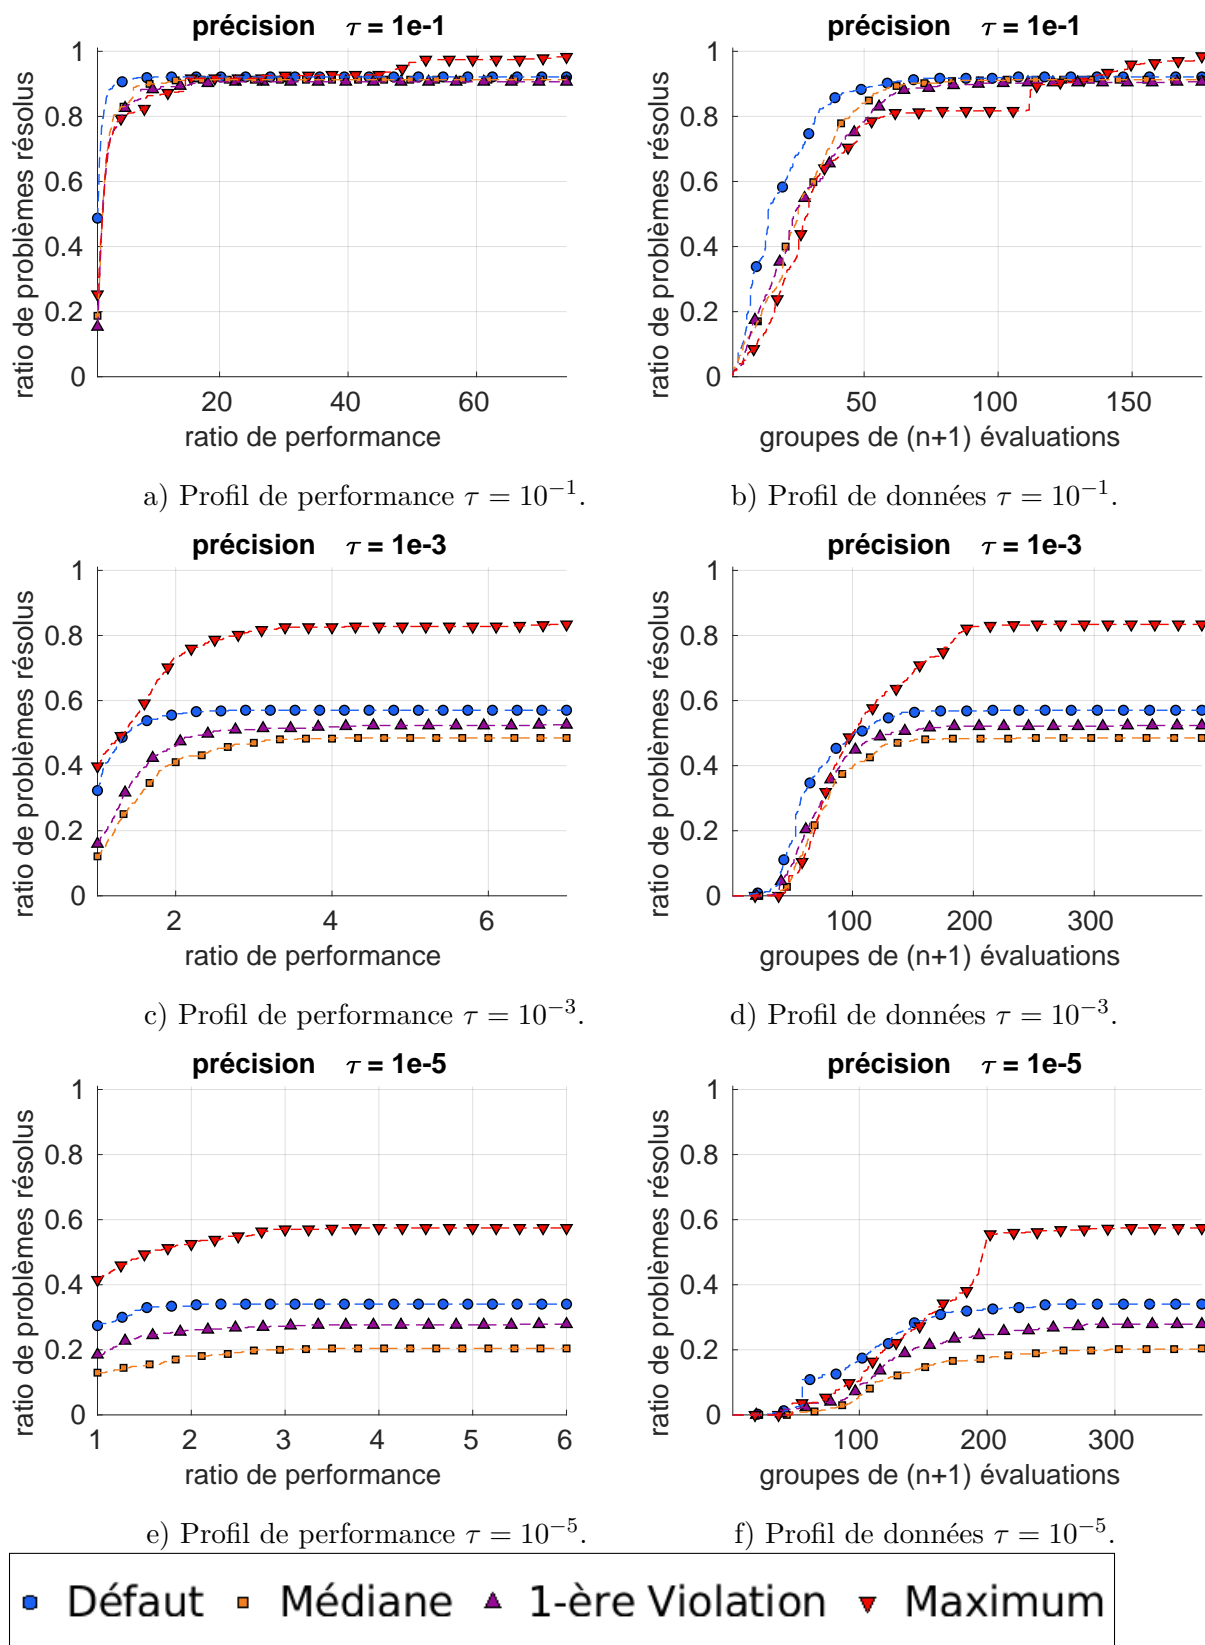 précision τ = 1e-1
ratio de problèmes résolus
1
0.8
0.6
0.4
0.2
0
20 40 60
ratio de performance
a) Profil de performance τ = 10⁻¹.
précision τ = 1e-1
ratio de problèmes résolus
1
0.8
0.6
0.4
0.2
0
50 100 150
groupes de (n+1) évaluations
b) Profil de données τ = 10⁻¹.
précision τ = 1e-3
ratio de problèmes résolus
1
0.8
0.6
0.4
0.2
0
2 4 6
ratio de performance
c) Profil de performance τ = 10⁻³.
précision τ = 1e-3
ratio de problèmes résolus
1
0.8
0.6
0.4
0.2
0
100 200 300
groupes de (n+1) évaluations
d) Profil de données τ = 10⁻³.
précision τ = 1e-5
ratio de problèmes résolus
1
0.8
0.6
0.4
0.2
0
1 2 3 4 5 6
ratio de performance
e) Profil de performance τ = 10⁻⁵.
précision τ = 1e-5
ratio de problèmes résolus
1
0.8
0.6
0.4
0.2
0
100 200 300
groupes de (n+1) évaluations
f) Profil de données τ = 10⁻⁵.
Défaut Médiane 1-ère Violation Maximum